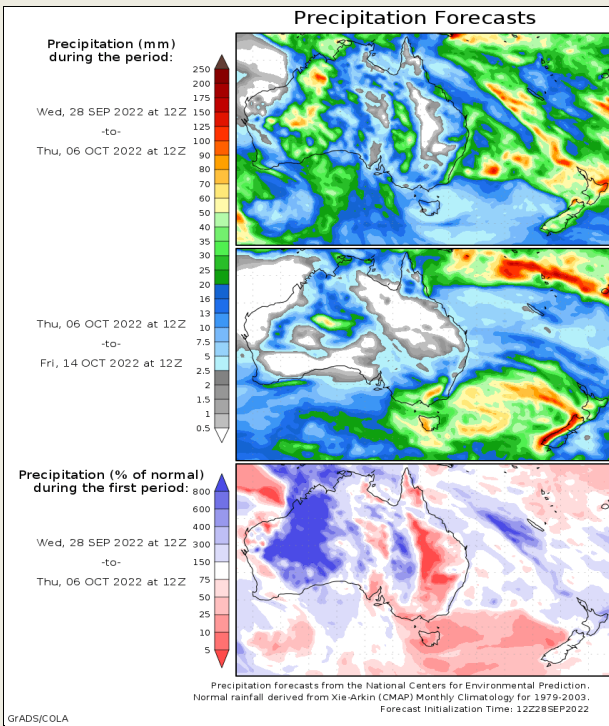 Precipitation Forecasts
Precipitation (mm)
during the period:
Wed, 28 SEP 2022 at 12Z
-to-
Thu, 06 OCT 2022 at 12Z
250
200
175
150
125
100
90
80
70
60
50
40
35
30
25
20
16
13
10
7.5
5
2.5
2
1.5
1
0.5
Thu, 06 OCT 2022 at 12Z
-to-
Fri, 14 OCT 2022 at 12Z
Precipitation (% of normal)
during the first period:
Wed, 28 SEP 2022 at 12Z
-to-
Thu, 06 OCT 2022 at 12Z
800
600
400
300
150
75
50
25
10
5
Precipitation forecasts from the National Centers for Environmental Prediction.
Normal rainfall derived from Xie-Arkin (CMAP) Monthly Climatology for 1979-2003.
Forecast Initialization Time: 12Z28SEP2022
GrADS/COLA